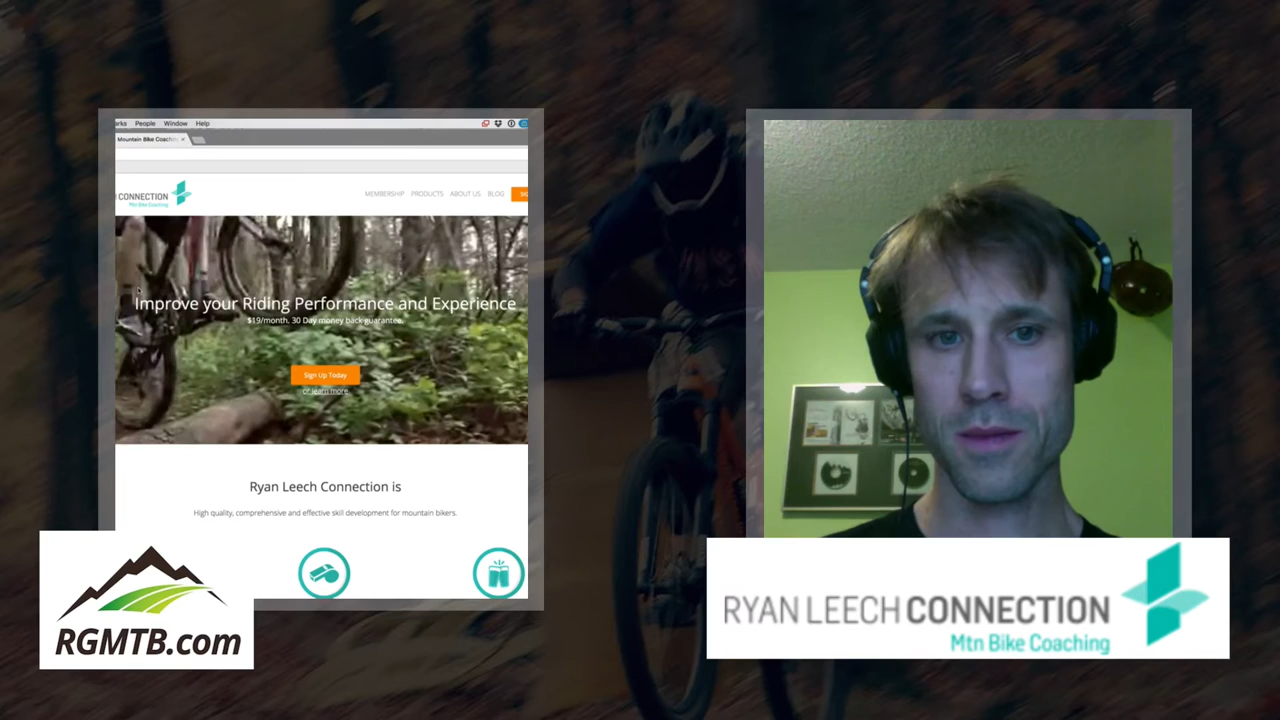 People Window Help
Mountain Bike Coaching
CONNECTION
Mtn Bike Coaching
MEMBERSHIP PRODUCTS ABOUT US BLOG
Improve your Riding Performance and Experience
$19/month. 30 Day money back guarantee.
Sign Up Today
or learn more
Ryan Leech Connection is
High quality, comprehensive and effective skill development for mountain bikers.
RGMTB.com
RYAN LEECH CONNECTION
Mtn Bike Coaching